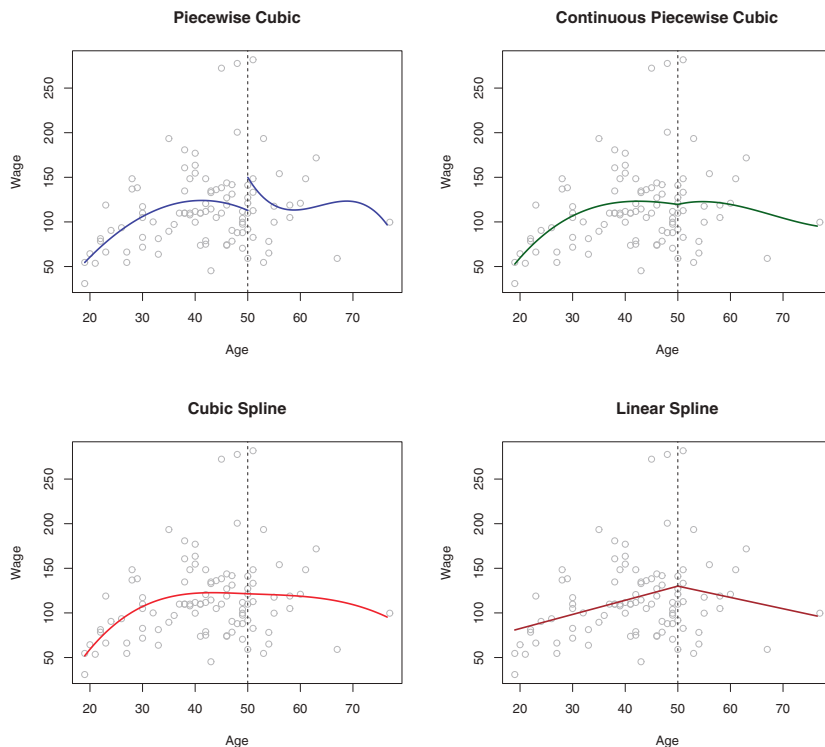 Piecewise Cubic
Wage
50 100 150 200 250
20 30 40 50 60 70
Age
Continuous Piecewise Cubic
Wage
50 100 150 200 250
20 30 40 50 60 70
Age
Cubic Spline
Wage
50 100 150 200 250
20 30 40 50 60 70
Age
Linear Spline
Wage
50 100 150 200 250
20 30 40 50 60 70
Age